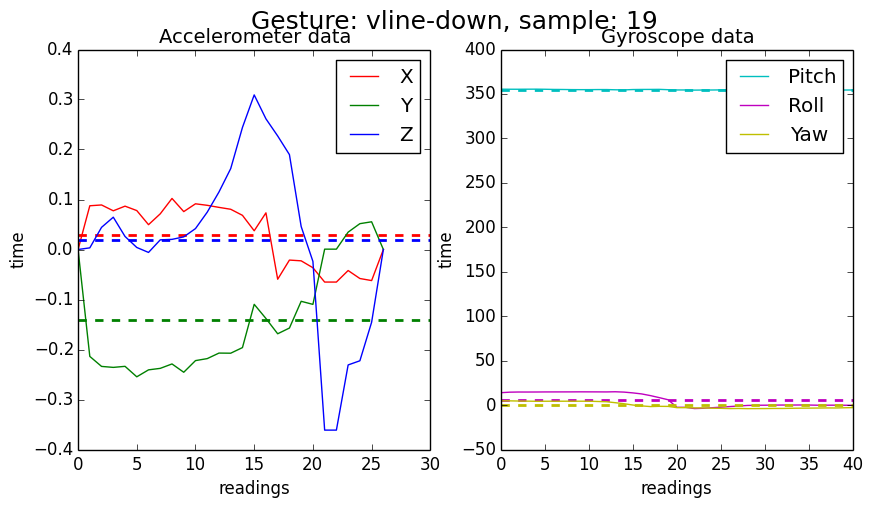 Gesture: vline-down, sample: 19
Accelerometer data
0.4
0.3
0.2
0.1
0.0
−0.1
−0.2
−0.3
−0.4
time
0 5 10 15 20 25 30
readings
X
Y
Z
Gyroscope data
400
350
300
250
200
150
100
50
0
−50
time
0 5 10 15 20 25 30 35 40
readings
Pitch
Roll
Yaw